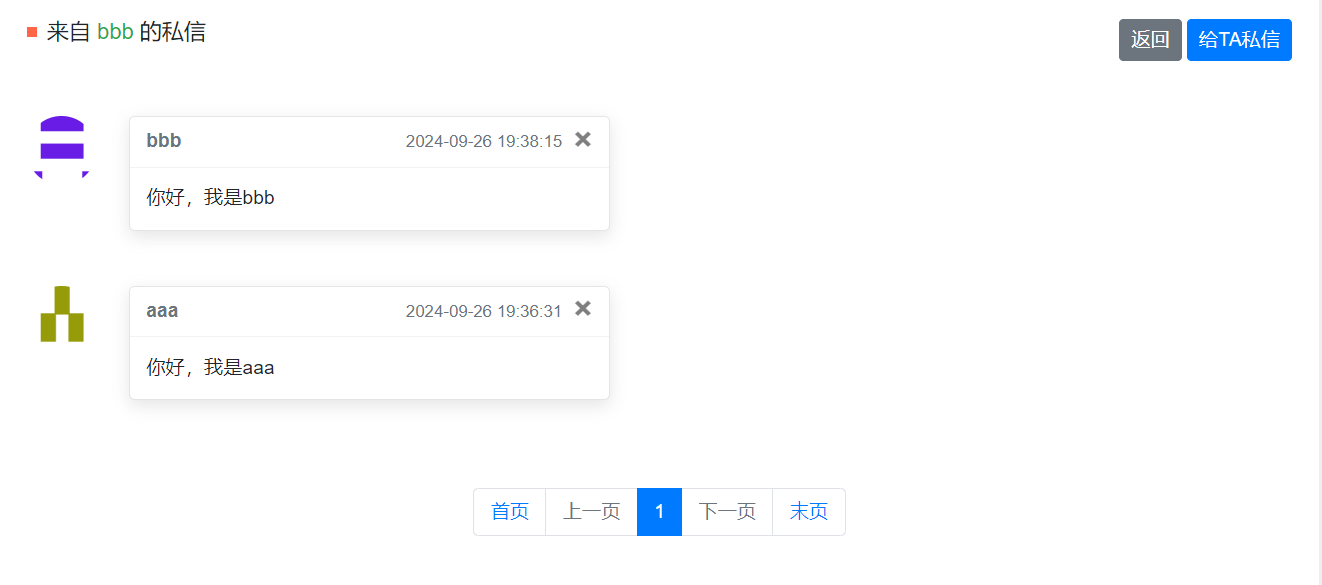 来自 bbb 的私信
返回 给TA私信
bbb 2024-09-26 19:38:15 ×
你好，我是bbb
aaa 2024-09-26 19:36:31 ×
你好，我是aaa
首页 上一页 1 下一页 末页